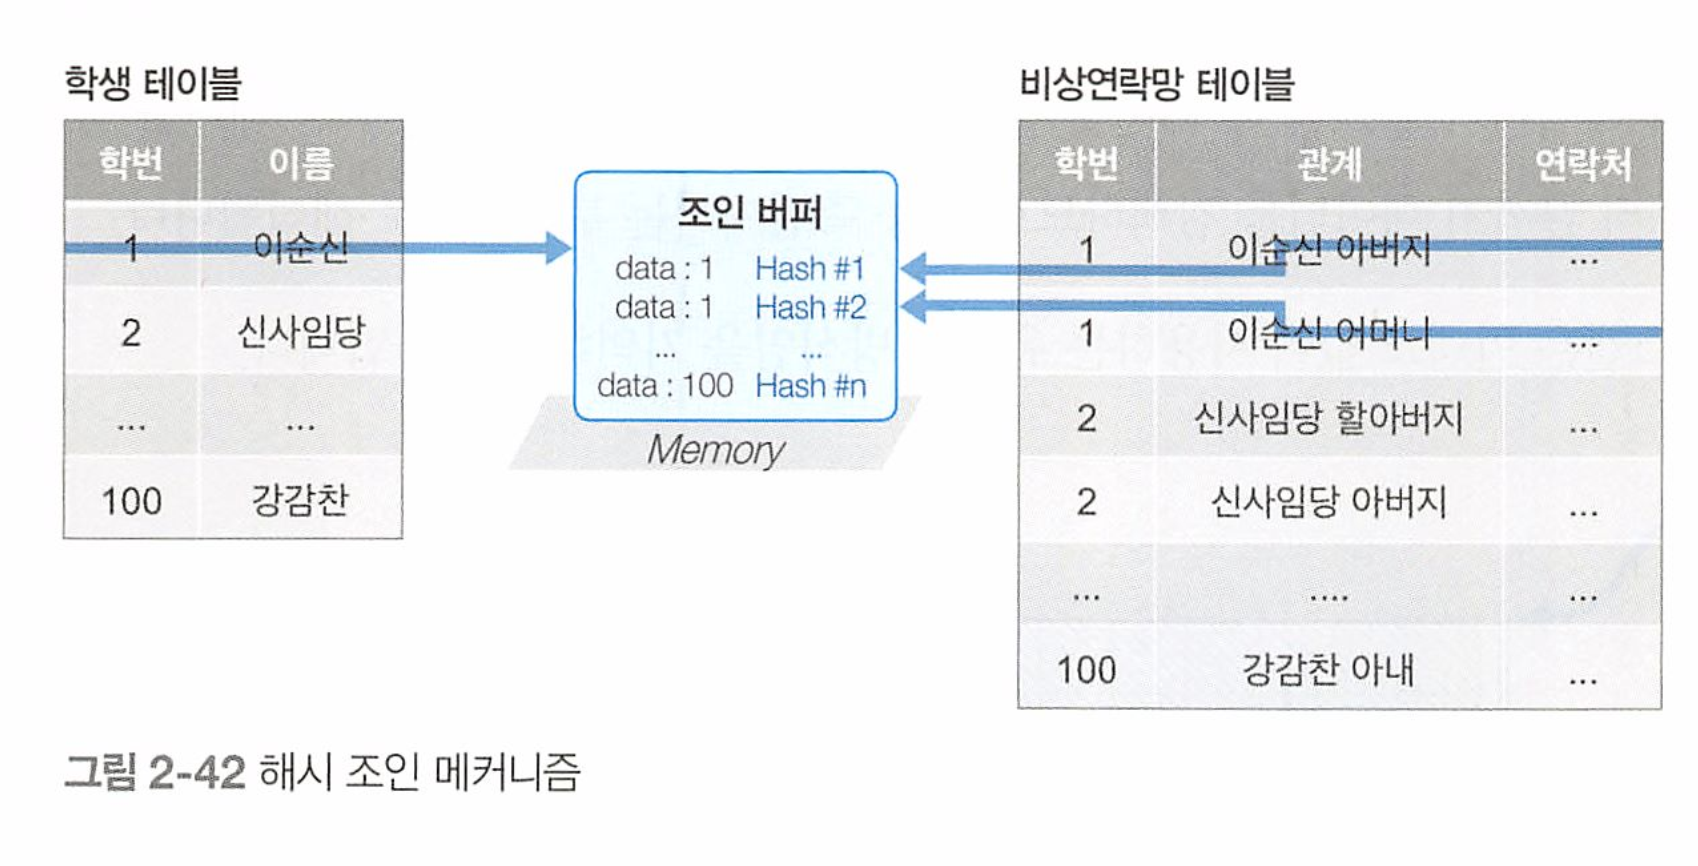 학생 테이블
학번 이름
1 이순신
2 신사임당
... ...
100 강감찬
조인 버퍼
data : 1 Hash #1
data : 1 Hash #2
... ...
data : 100 Hash #n
Memory
비상연락망 테이블
학번 관계 연락처
1 이순신 아버지 ...
1 이순신 어머니 ...
2 신사임당 할아버지 ...
2 신사임당 아버지 ...
... .... ...
100 강감찬 아내 ...
그림 2-42 해시 조인 메커니즘